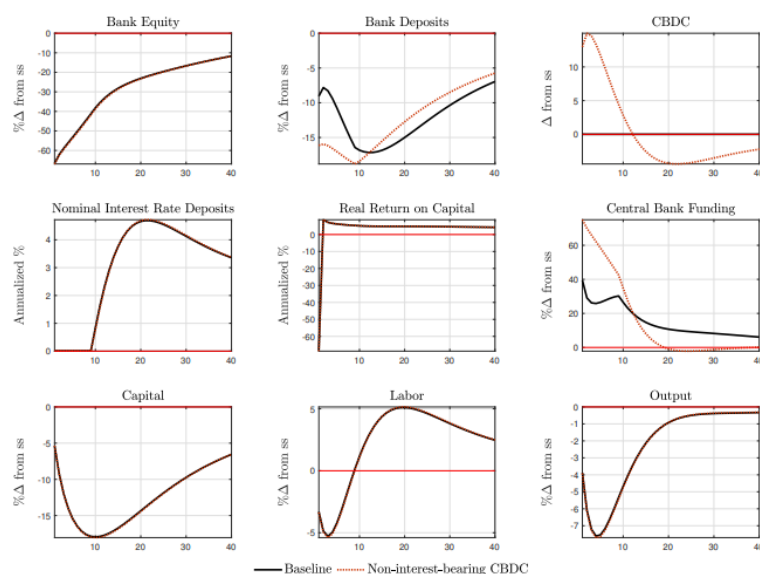 Bank Equity
Bank Deposits
CBDC
%Δ from ss
0
-10
-20
-30
-40
-50
-60
10 20 30 40
%Δ from ss
0
-5
-10
-15
10 20 30 40
Δ from ss
10
5
0
10 20 30 40
Nominal Interest Rate Deposits
Real Return on Capital
Central Bank Funding
Annualized %
4
3
2
1
0
10 20 30 40
Annualized %
0
-10
-20
-30
-40
-50
-60
10 20 30 40
%Δ from ss
60
40
20
0
10 20 30 40
Capital
Labor
Output
%Δ from ss
0
-5
-10
-15
10 20 30 40
%Δ from ss
5
0
-5
10 20 30 40
%Δ from ss
0
-1
-2
-3
-4
-5
-6
-7
10 20 30 40
Baseline Non-interest-bearing CBDC